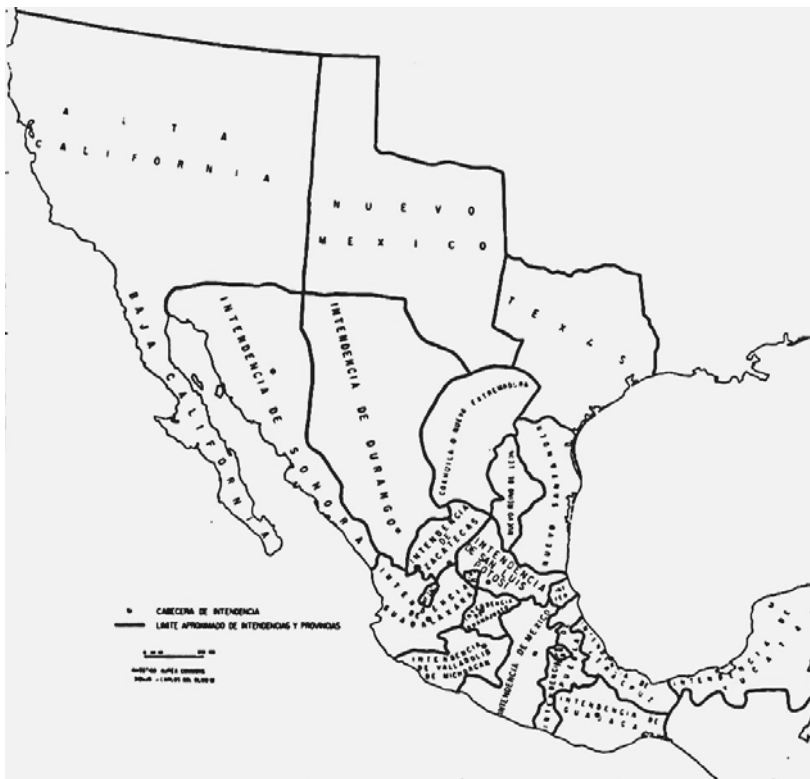 ALTA
CALIFORNIA
NUEVO
MEXICO
TEXAS
BAJA CALIFORNIA
INTENDENCIA DE SONORA
INTENDENCIA DE DURANGO
COAHUILA O NUEVA EXTREMADURA
NUEVO REINO DE LEON
NUEVO SANTANDER
INTENDENCIA
DE
ZACATECAS
INTENDENCIA
DE SAN LUIS
POTOSI
INTENDENCIA
INTENDENCIA
DE VALLADOLID
DE MICHOACAN
INTENDENCIA DE MEXICO
INTENDENCIA DE
OAXACA
INTENDENCIA DE
CABECERA DE INTENDENCIA
LIMITE APROXIMADO DE INTENDENCIAS Y PROVINCIAS